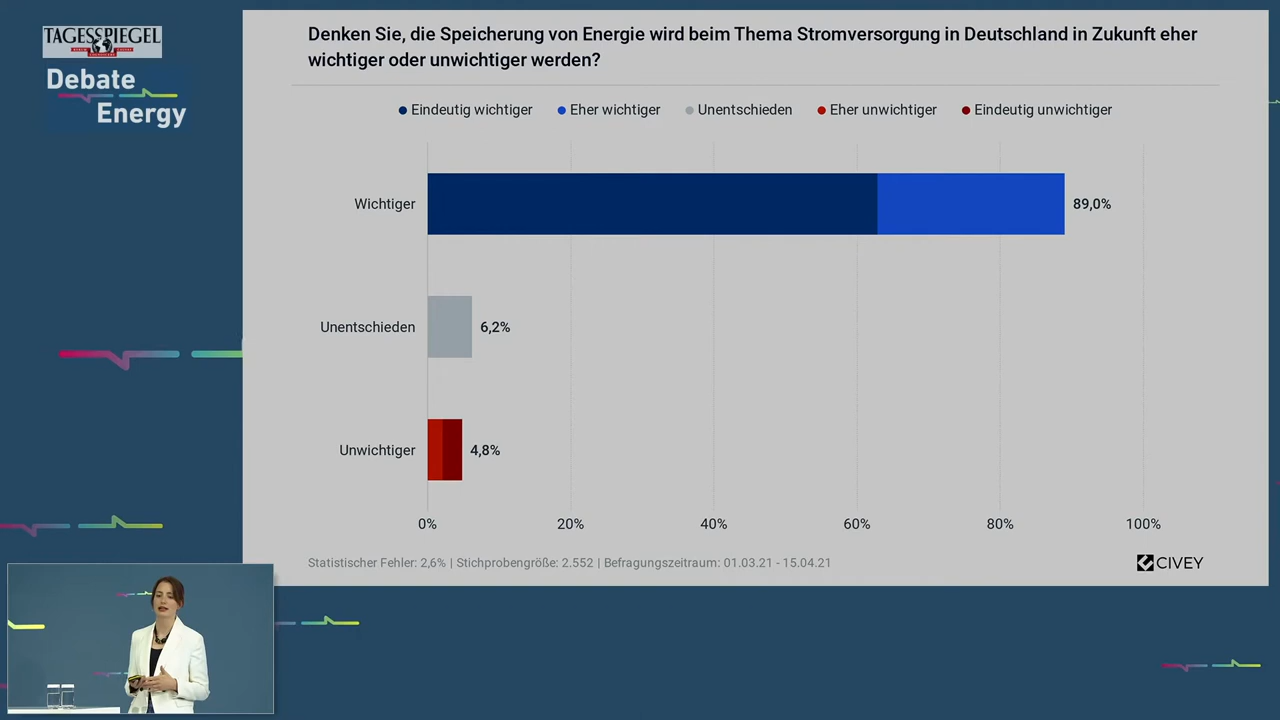 TAGESSPIEGEL
Debate
Energy
Denken Sie, die Speicherung von Energie wird beim Thema Stromversorgung in Deutschland in Zukunft eher
wichtiger oder unwichtiger werden?
Eindeutig wichtiger Eher wichtiger Unentschieden Eher unwichtiger Eindeutig unwichtiger
Wichtiger 89,0%
Unentschieden 6,2%
Unwichtiger 4,8%
0% 20% 40% 60% 80% 100%
Statistischer Fehler: 2,6% | Stichprobengröße: 2.552 | Befragungszeitraum: 01.03.21 - 15.04.21
CIVEY